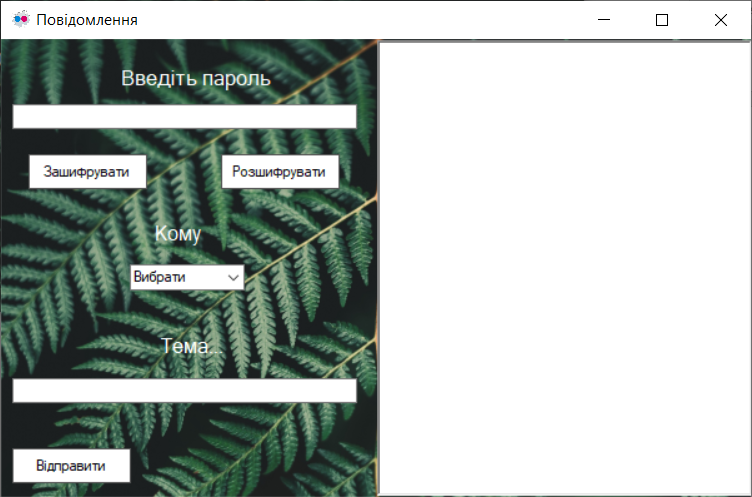 Повідомлення
Введіть пароль
Зашифрувати
Розшифрувати
Кому
Вибрати
Тема...
Відправити